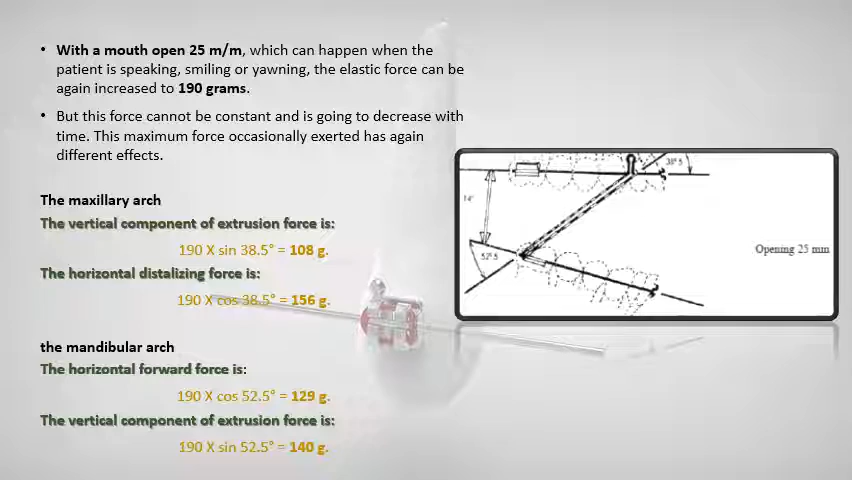 • With a mouth open 25 m/m, which can happen when the
patient is speaking, smiling or yawning, the elastic force can be
again increased to 190 grams.
• But this force cannot be constant and is going to decrease with
time. This maximum force occasionally exerted has again
different effects.
The maxillary arch
The vertical component of extrusion force is:
190 X sin 38.5° = 108 g.
The horizontal distalizing force is:
190 X cos 38.5° = 156 g.
the mandibular arch
The horizontal forward force is:
190 X cos 52.5° = 129 g.
The vertical component of extrusion force is:
190 X sin 52.5° = 140 g.
14°
52° 5
Opening 25 mm